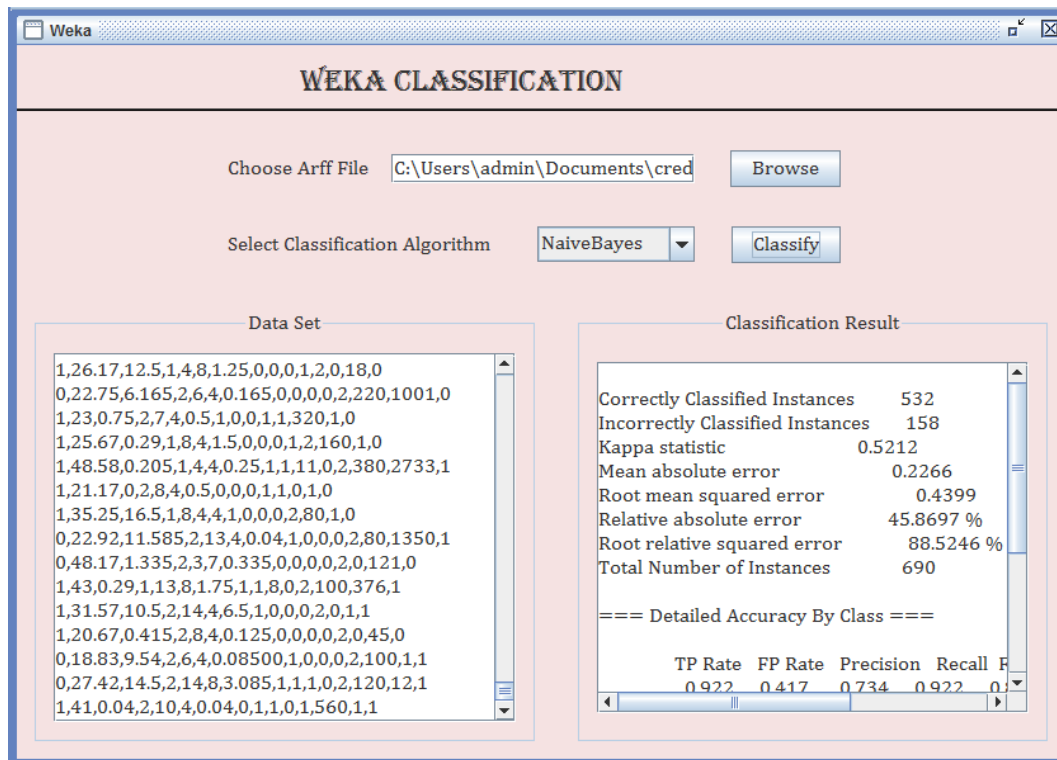 Weka
WEKA CLASSIFICATION
Choose Arff File C:\Users\admin\Documents\cred Browse
Select Classification Algorithm NaiveBayes Classify
Data Set
1,26.17,12.5,1,4,8,1.25,0,0,0,1,2,0,18,0
0,22.75,6.165,2,6,4,0.165,0,0,0,0,2,220,1001,0
1,23,0.75,2,7,4,0.5,1,0,0,1,1,320,1,0
1,25.67,0.29,1,8,4,1.5,0,0,0,1,2,160,1,0
1,48.58,0.205,1,4,4,0.25,1,1,11,0,2,380,2733,1
1,21.17,0,2,8,4,0.5,0,0,0,1,1,0,1,0
1,35.25,16.5,1,8,4,4,1,0,0,0,2,80,1,0
0,22.92,11.585,2,13,4,0.04,1,0,0,0,2,80,1350,1
0,48.17,1.335,2,3,7,0.335,0,0,0,0,2,0,121,0
1,43,0.29,1,13,8,1.75,1,1,8,0,2,100,376,1
1,31.57,10.5,2,14,4,6.5,1,0,0,0,2,0,1,1
1,20.67,0.415,2,8,4,0.125,0,0,0,0,2,0,45,0
0,18.83,9.54,2,6,4,0.08500,1,0,0,0,2,100,1,1
0,27.42,14.5,2,14,8,3.085,1,1,1,0,2,120,12,1
1,41,0.04,2,10,4,0.04,0,1,1,0,1,560,1,1
Classification Result
Correctly Classified Instances 532
Incorrectly Classified Instances 158
Kappa statistic 0.5212
Mean absolute error 0.2266
Root mean squared error 0.4399
Relative absolute error 45.8697 %
Root relative squared error 88.5246 %
Total Number of Instances 690
=== Detailed Accuracy By Class ===
TP Rate FP Rate Precision Recall F
0.922 0.417 0.734 0.922